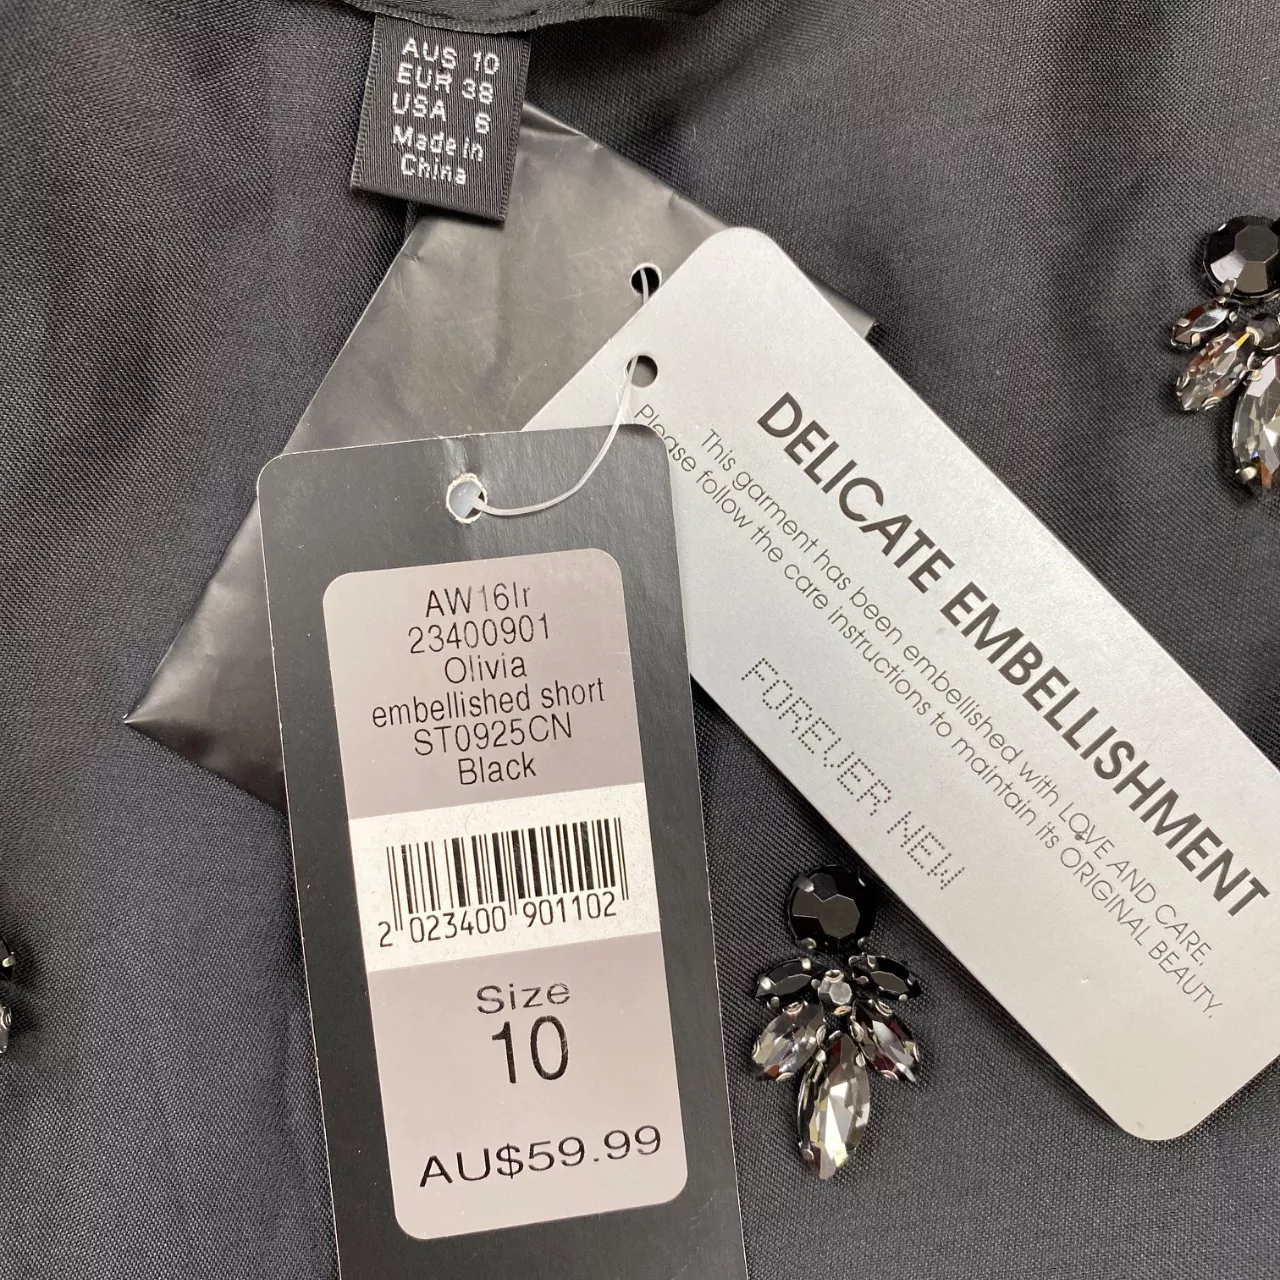 AUS 10
EUR 38
USA 6
Made in
China
AW16lr
23400901
Olivia
embellished short
ST0925CN
Black
2 023400 901102
Size
10
AU$59.99
DELICATE EMBELLISHMENT
This garment has been embellished with LOVE AND CARE.
Please follow the care instructions to maintain its ORIGINAL BEAUTY.
FOREVER NEW